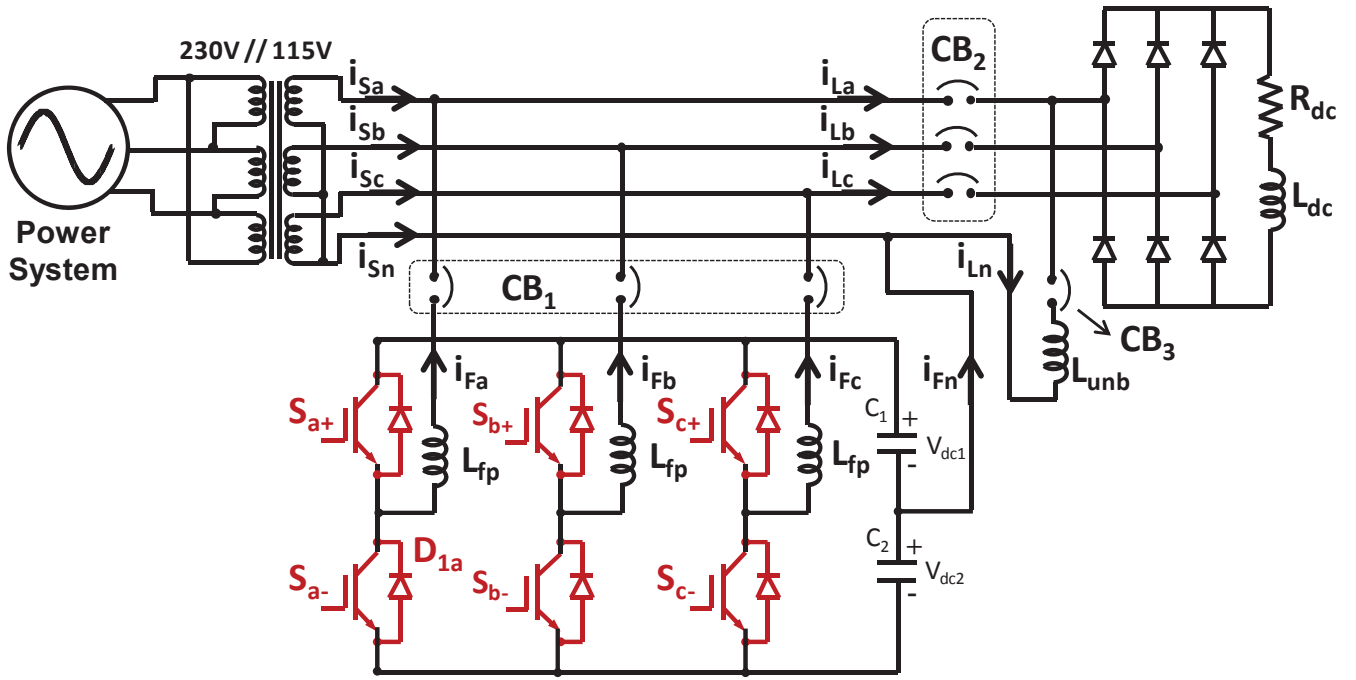 230V // 115V
Power
System
iSa
iSb
iSc
iSn
iLa
iLb
iLc
iLn
CB2
Rdc
Ldc
CB1
CB3
Lunb
iFa
iFb
iFc
iFn
Sa+
Sb+
Sc+
Lfp
Lfp
Lfp
C1
+
Vdc1
-
D1a
C2
+
Vdc2
-
Sa-
Sb-
Sc-